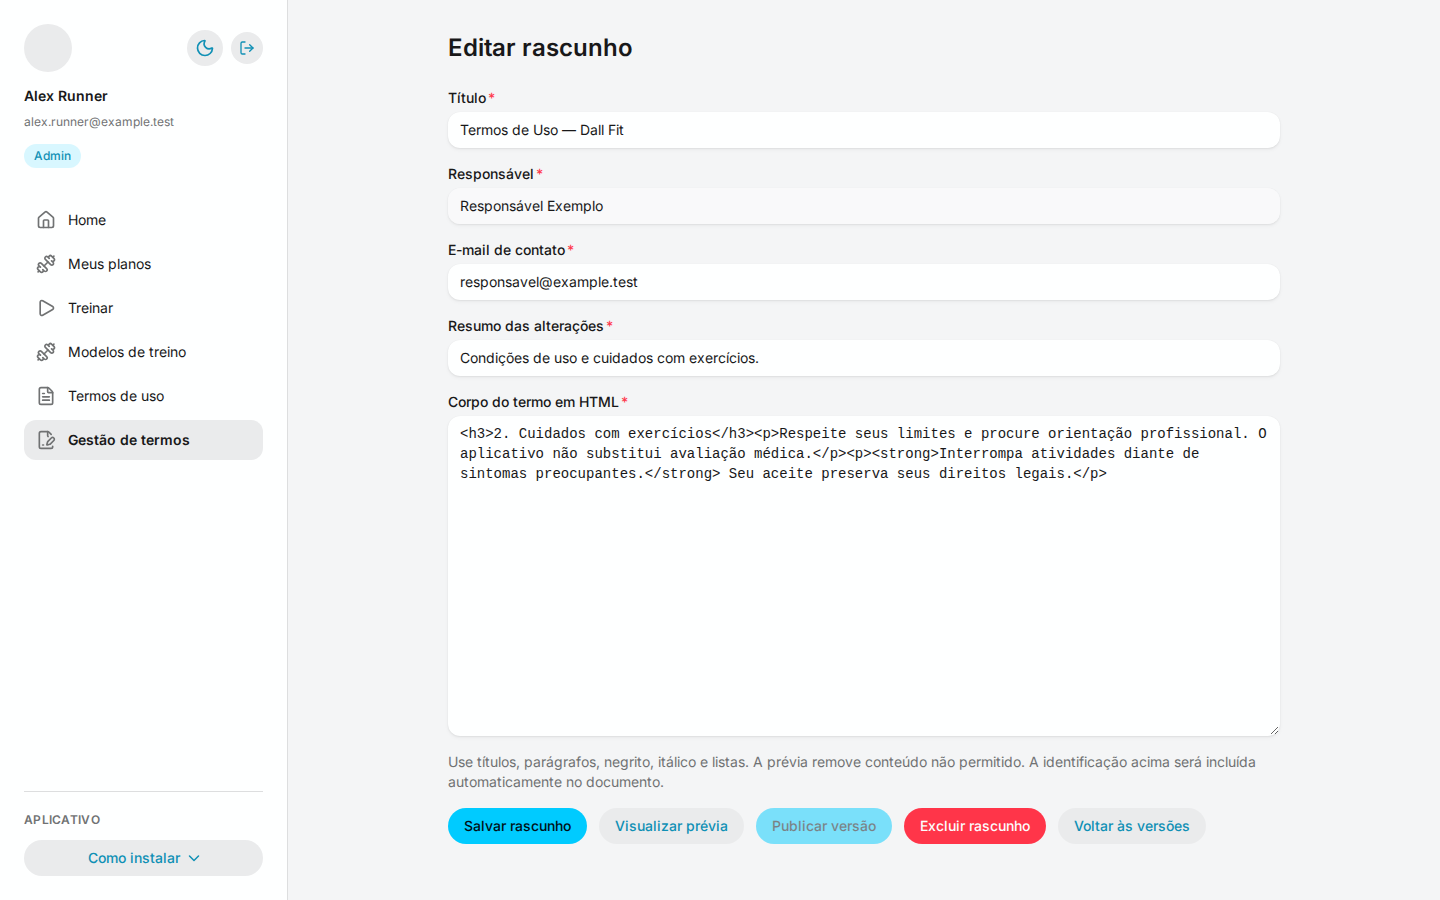 Alex Runner
alex.runner@example.test
Admin
Home
Meus planos
Treinar
Modelos de treino
Termos de uso
Gestão de termos
APLICATIVO
Como instalar
Editar rascunho
Título*
Termos de Uso — Dall Fit
Responsável*
Responsável Exemplo
E-mail de contato*
responsavel@example.test
Resumo das alterações*
Condições de uso e cuidados com exercícios.
Corpo do termo em HTML*
<h3>2. Cuidados com exercícios</h3><p>Respeite seus limites e procure orientação profissional. O
aplicativo não substitui avaliação médica.</p><p><strong>Interrompa atividades diante de
sintomas preocupantes.</strong> Seu aceite preserva seus direitos legais.</p>
Use títulos, parágrafos, negrito, itálico e listas. A prévia remove conteúdo não permitido. A identificação acima será incluída
automaticamente no documento.
Salvar rascunho
Visualizar prévia
Publicar versão
Excluir rascunho
Voltar às versões